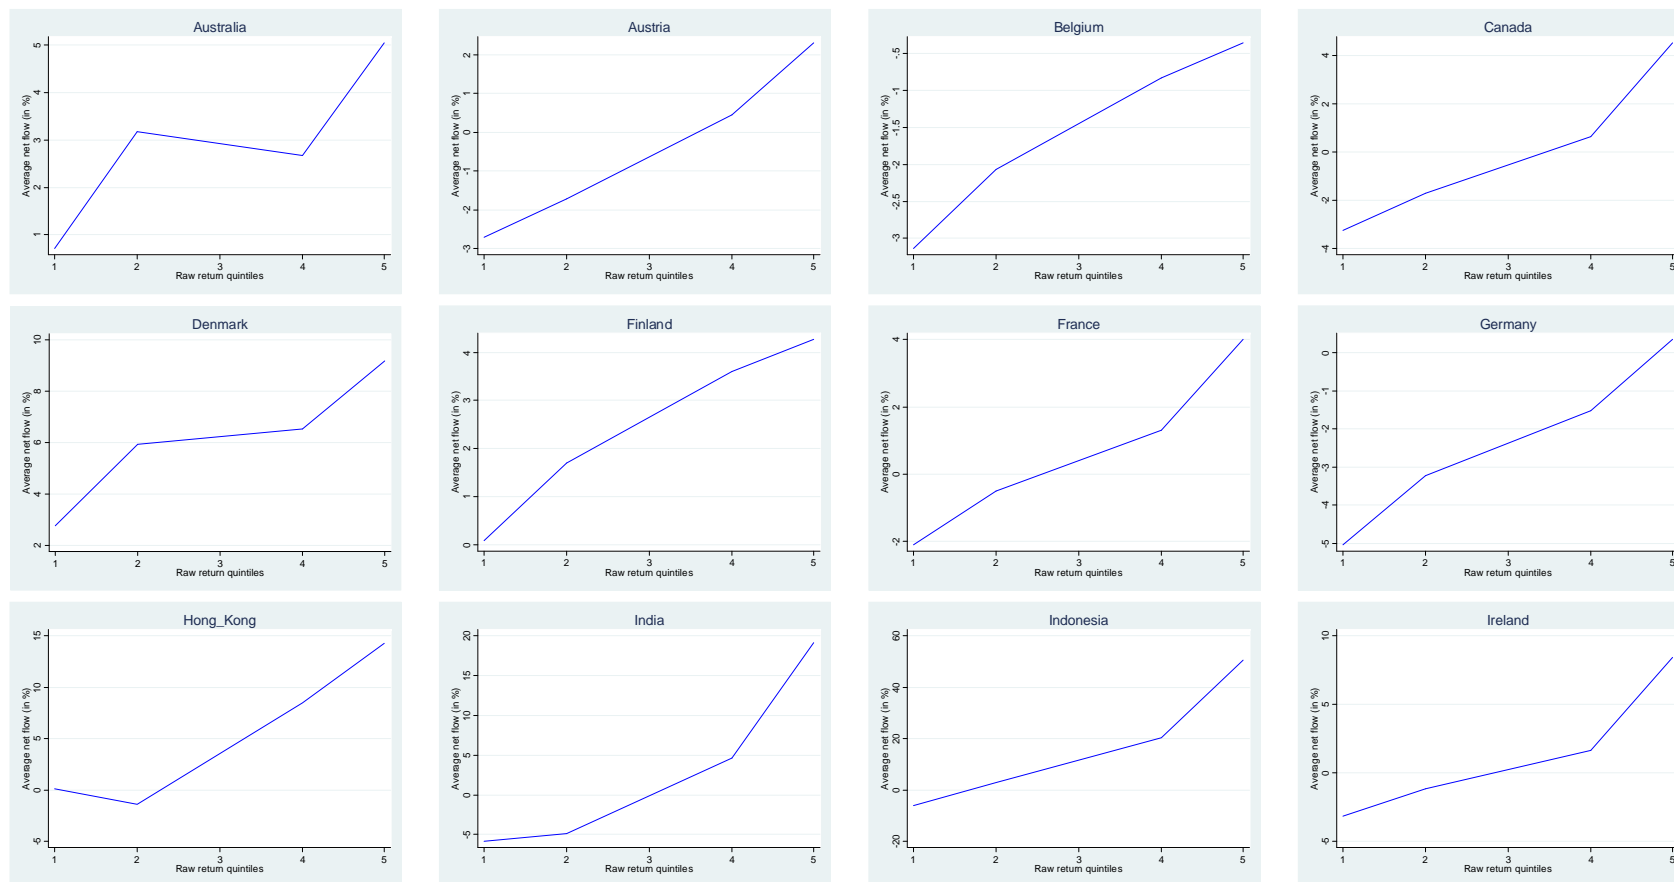 Australia
Average net flow (in %)
5
4
3
2
1
1 2 3 4 5
Raw return quintiles
Austria
Average net flow (in %)
2
1
0
-1
-2
-3
1 2 3 4 5
Raw return quintiles
Belgium
Average net flow (in %)
-.5
-1
-1.5
-2
-2.5
-3
1 2 3 4 5
Raw return quintiles
Canada
Average net flow (in %)
4
2
0
-2
-4
1 2 3 4 5
Raw return quintiles
Denmark
Average net flow (in %)
10
8
6
4
2
1 2 3 4 5
Raw return quintiles
Finland
Average net flow (in %)
4
3
2
1
0
1 2 3 4 5
Raw return quintiles
France
Average net flow (in %)
4
2
0
-2
1 2 3 4 5
Raw return quintiles
Germany
Average net flow (in %)
0
-1
-2
-3
-4
-5
1 2 3 4 5
Raw return quintiles
Hong_Kong
Average net flow (in %)
15
10
5
0
-5
1 2 3 4 5
Raw return quintiles
India
Average net flow (in %)
20
15
10
5
0
-5
1 2 3 4 5
Raw return quintiles
Indonesia
Average net flow (in %)
60
40
20
0
-20
1 2 3 4 5
Raw return quintiles
Ireland
Average net flow (in %)
10
5
0
-5
1 2 3 4 5
Raw return quintiles